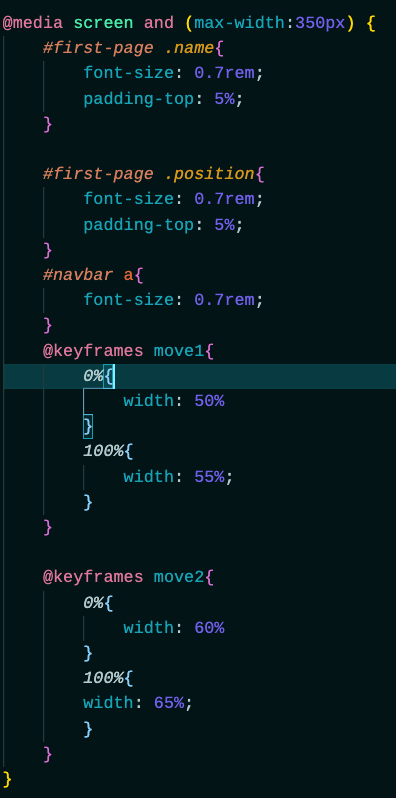 @media screen and (max-width:350px) {
    #first-page .name{
        font-size: 0.7rem;
        padding-top: 5%;
    }

    #first-page .position{
        font-size: 0.7rem;
        padding-top: 5%;
    }
    #navbar a{
        font-size: 0.7rem;
    }
    @keyframes move1{
        0%{
            width: 50%
        }
        100%{
            width: 55%;
        }
    }

    @keyframes move2{
        0%{
            width: 60%
        }
        100%{
        width: 65%;
        }
    }
}